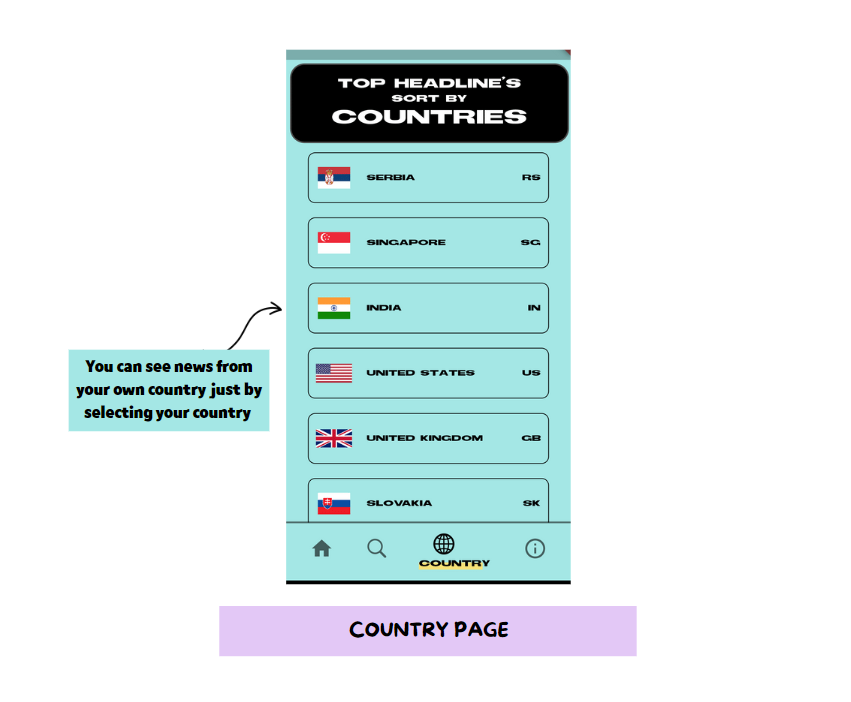 TOP HEADLINE'S
SORT BY
COUNTRIES
SERBIA RS
SINGAPORE SG
INDIA IN
UNITED STATES US
UNITED KINGDOM GB
SLOVAKIA SK
COUNTRY
You can see news from
your own country just by
selecting your country
COUNTRY PAGE